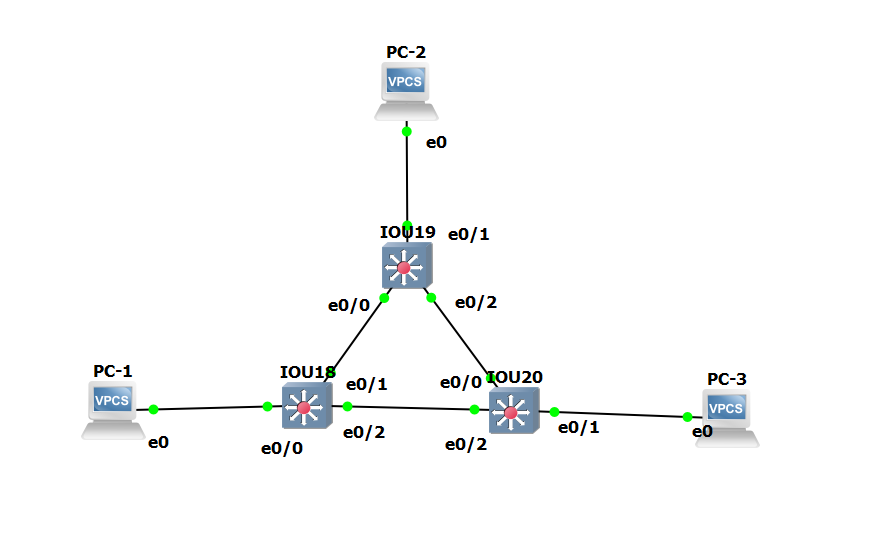 PC-2
VPCS
e0
IOU19
e0/1
e0/0
e0/2
PC-1
VPCS
e0
IOU18
e0/1
e0/0
e0/2
IOU20
e0/0
e0/2
e0/1
PC-3
VPCS
e0